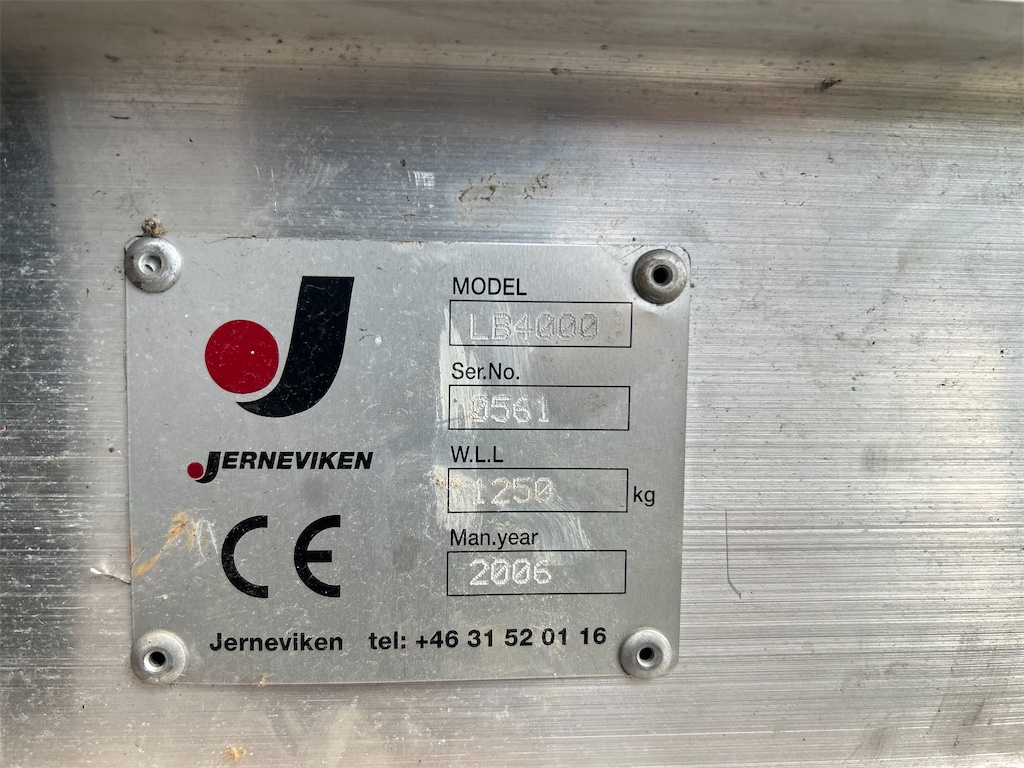 MODEL
LB4000
Ser.No.
0561
W.L.L
1250 kg
Man.year
2006
JERNEVIKEN
CE
Jerneviken tel: +46 31 52 01 16